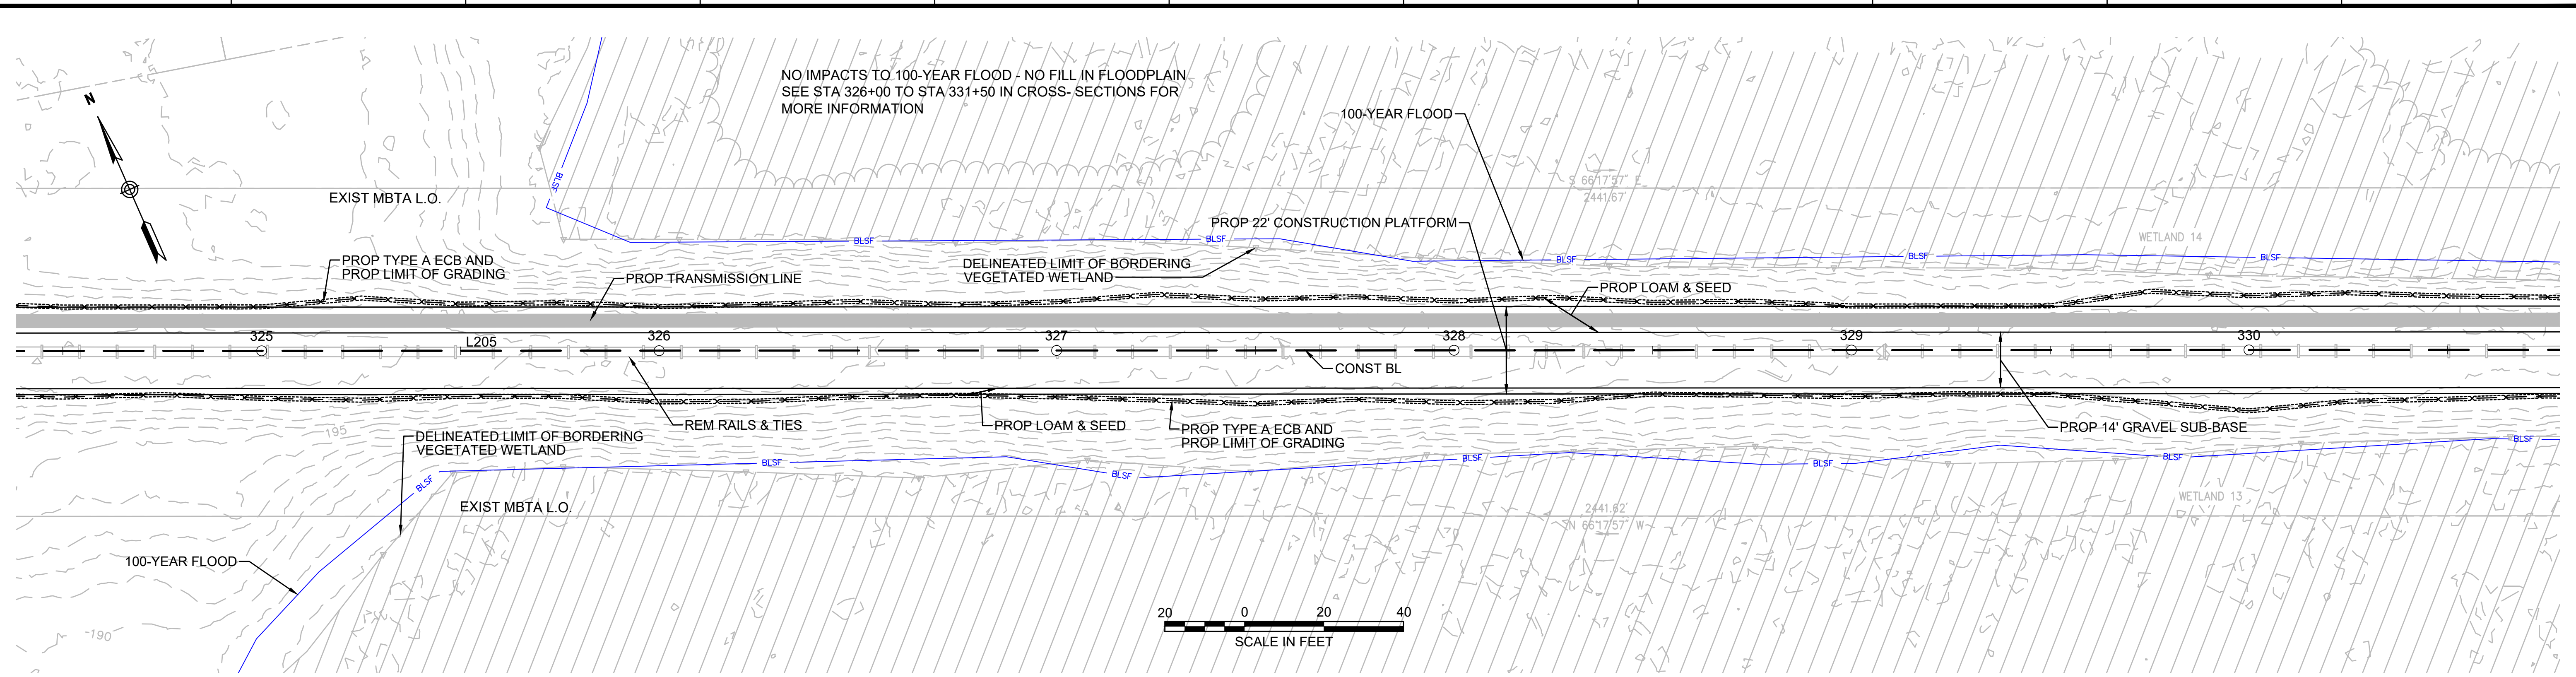 NO IMPACTS TO 100-YEAR FLOOD - NO FILL IN FLOODPLAIN
SEE STA 326+00 TO STA 331+50 IN CROSS- SECTIONS FOR
MORE INFORMATION
N
100-YEAR FLOOD
BLSF
S 66°17'57" E
2441.67'
EXIST MBTA L.O.
PROP 22' CONSTRUCTION PLATFORM
WETLAND 14
BLSF
BLSF
BLSF
BLSF
BLSF
PROP TYPE A ECB AND
PROP LIMIT OF GRADING
DELINEATED LIMIT OF BORDERING
VEGETATED WETLAND
PROP TRANSMISSION LINE
PROP LOAM & SEED
325
L205
326
327
328
329
330
CONST BL
REM RAILS & TIES
PROP LOAM & SEED
PROP TYPE A ECB AND
PROP LIMIT OF GRADING
PROP 14' GRAVEL SUB-BASE
195
DELINEATED LIMIT OF BORDERING
VEGETATED WETLAND
BLSF
BLSF
BLSF
BLSF
BLSF
BLSF
BLSF
EXIST MBTA L.O.
WETLAND 13
2441.62'
N 66°17'57" W
100-YEAR FLOOD
190
20 0 20 40
SCALE IN FEET